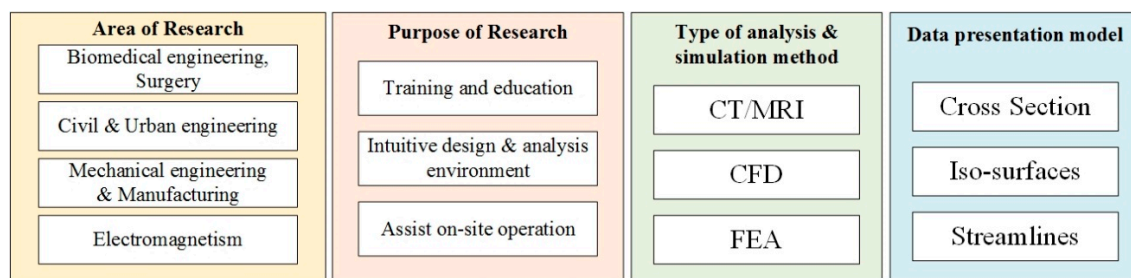 Area of Research
Biomedical engineering,
Surgery
Civil & Urban engineering
Mechanical engineering
& Manufacturing
Electromagnetism
Purpose of Research
Training and education
Intuitive design & analysis
environment
Assist on-site operation
Type of analysis &
simulation method
CT/MRI
CFD
FEA
Data presentation model
Cross Section
Iso-surfaces
Streamlines